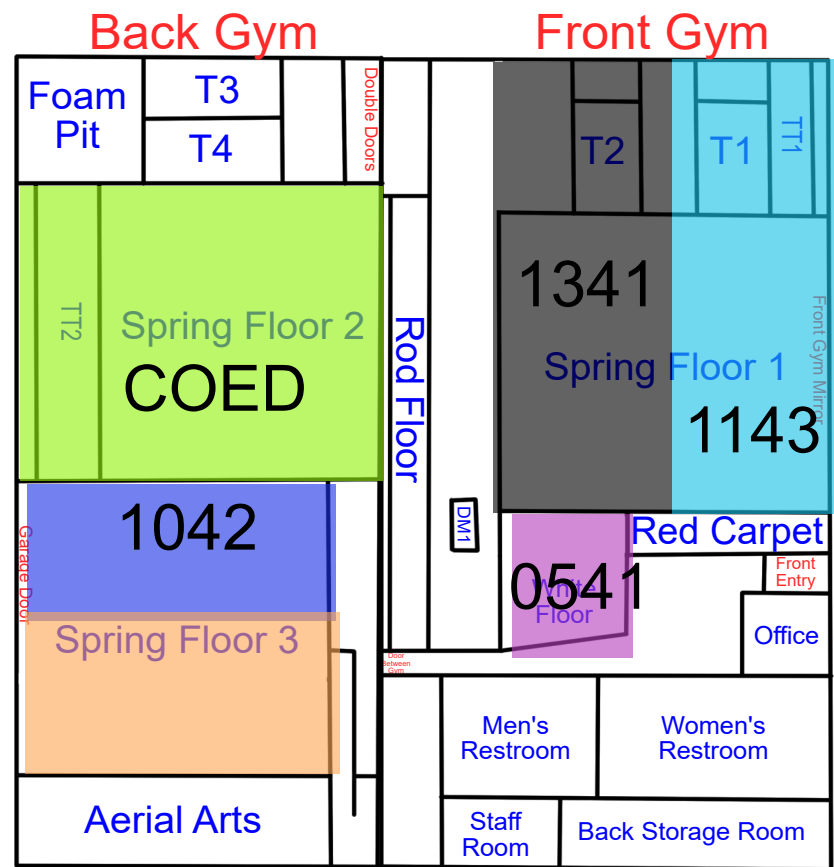 Back Gym
Front Gym
Foam
Pit
T3
T4
Double Doors
T2
T1
TT1
TT2
Spring Floor 2
COED
Rod Floor
1341
Spring Floor 1
Front Gym Mirror
1143
1042
Garage Door
Spring Floor 3
DM1
0541
White
Floor
Red Carpet
Front
Entry
Office
Door
Between
Gym
Men's
Restroom
Women's
Restroom
Aerial Arts
Staff
Room
Back Storage Room